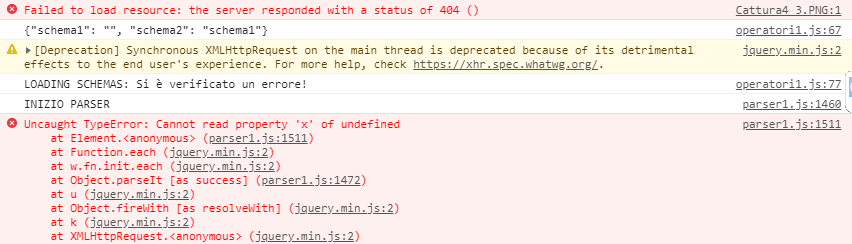 Failed to load resource: the server responded with a status of 404 () Cattura4 3.PNG:1
{"schema1": "", "schema2": "schema1"} operatori1.js:67
[Deprecation] Synchronous XMLHttpRequest on the main thread is deprecated because of its detrimental jquery.min.js:2
effects to the end user's experience. For more help, check https://xhr.spec.whatwg.org/.
LOADING SCHEMAS: Si è verificato un errore! operatori1.js:77
INIZIO PARSER parser1.js:1460
Uncaught TypeError: Cannot read property 'x' of undefined parser1.js:1511
at Element.<anonymous> (parser1.js:1511)
at Function.each (jquery.min.js:2)
at w.fn.init.each (jquery.min.js:2)
at Object.parseIt [as success] (parser1.js:1472)
at u (jquery.min.js:2)
at Object.fireWith [as resolveWith] (jquery.min.js:2)
at k (jquery.min.js:2)
at XMLHttpRequest.<anonymous> (jquery.min.js:2)